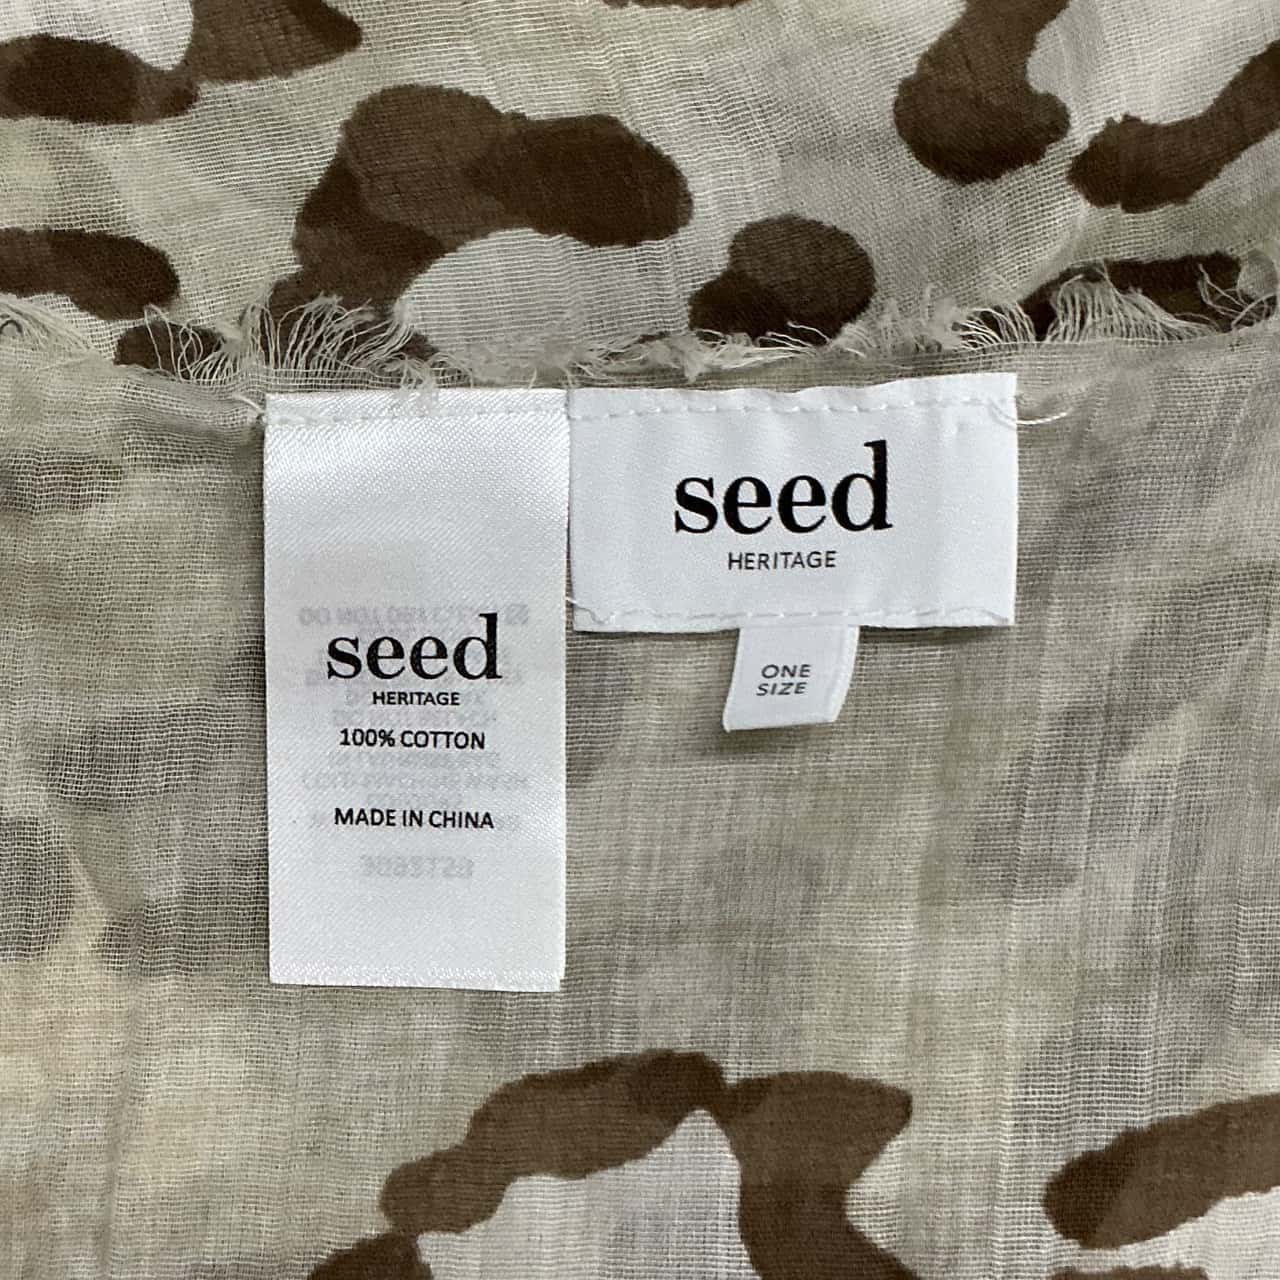 seed
HERITAGE
100% COTTON
MADE IN CHINA
seed
HERITAGE
ONE
SIZE